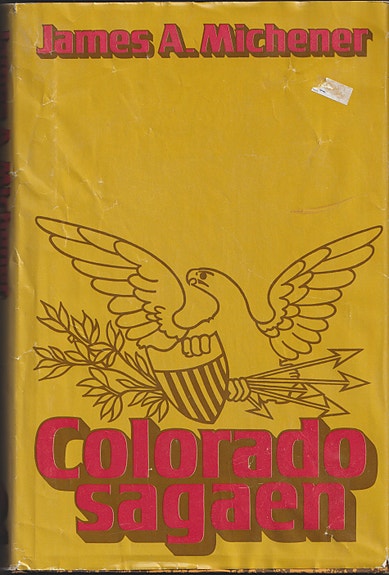 James A. Michener
Colorado
sagaen